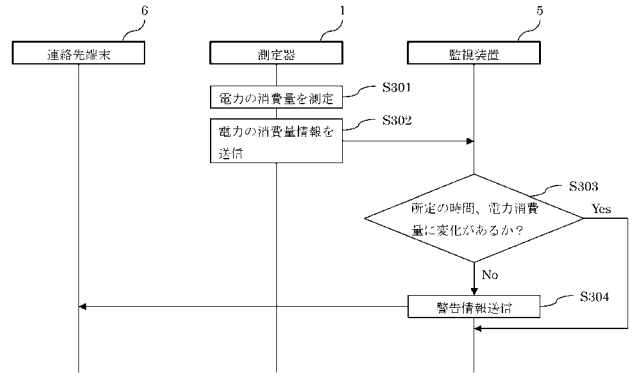 6
1
5
連絡先端末
測定器
監視装置
電力の消費量を測定
S301
電力の消費量情報を
送信
S302
所定の時間、電力消費
量に変化があるか？
S303
Yes
No
警告情報送信
S304